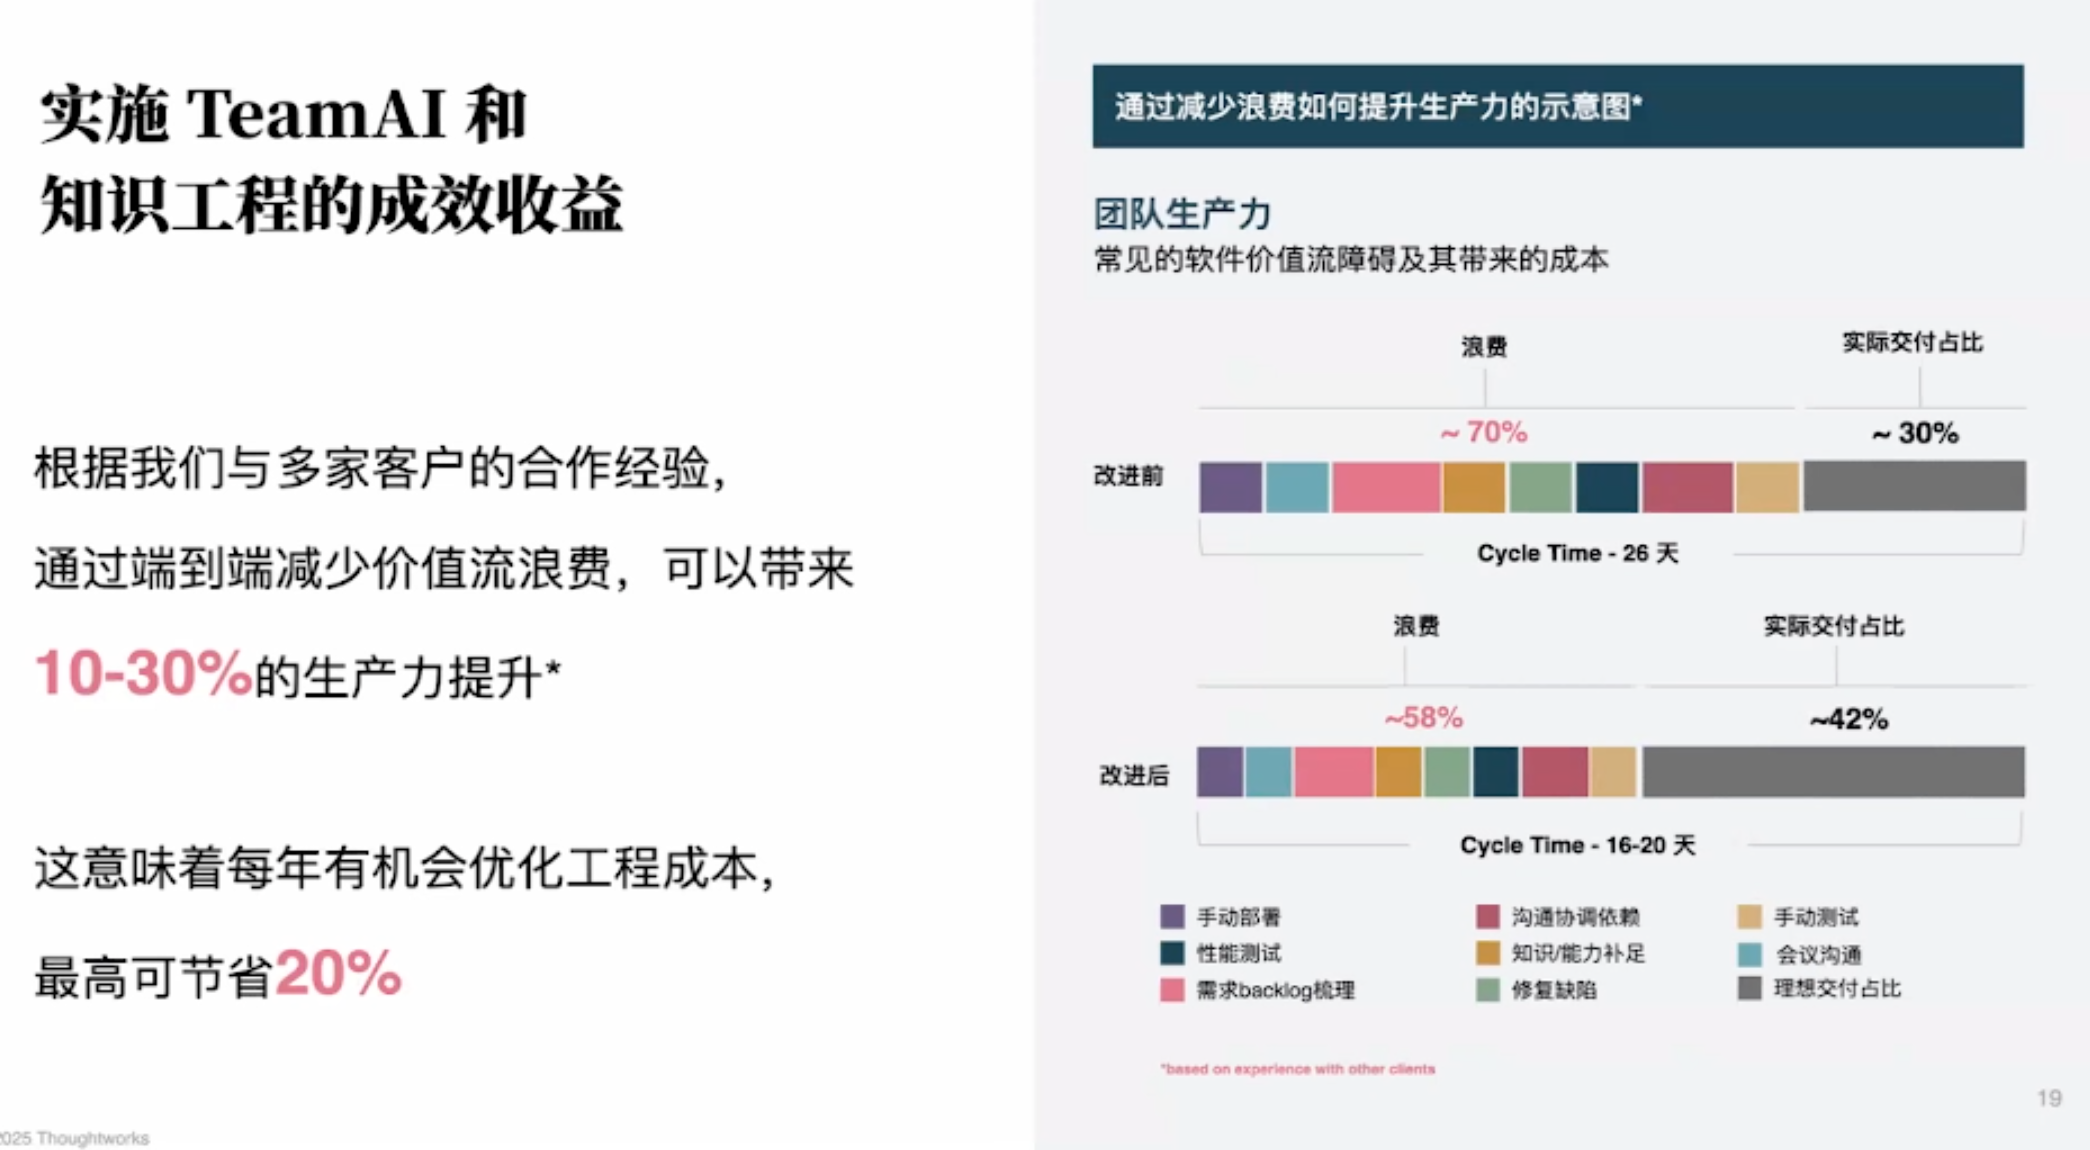 实施 TeamAI 和
知识工程的成效收益
根据我们与多家客户的合作经验，
通过端到端减少价值流浪费，可以带来
10-30%的生产力提升*
这意味着每年有机会优化工程成本，
最高可节省20%
2025 Thoughtworks
通过减少浪费如何提升生产力的示意图*
团队生产力
常见的软件价值流障碍及其带来的成本
浪费
实际交付占比
~ 70%
~ 30%
改进前
Cycle Time - 26 天
浪费
实际交付占比
~58%
~42%
改进后
Cycle Time - 16-20 天
手动部署
沟通协调依赖
手动测试
性能测试
知识/能力补足
会议沟通
需求backlog梳理
修复缺陷
理想交付占比
*based on experience with other clients
19